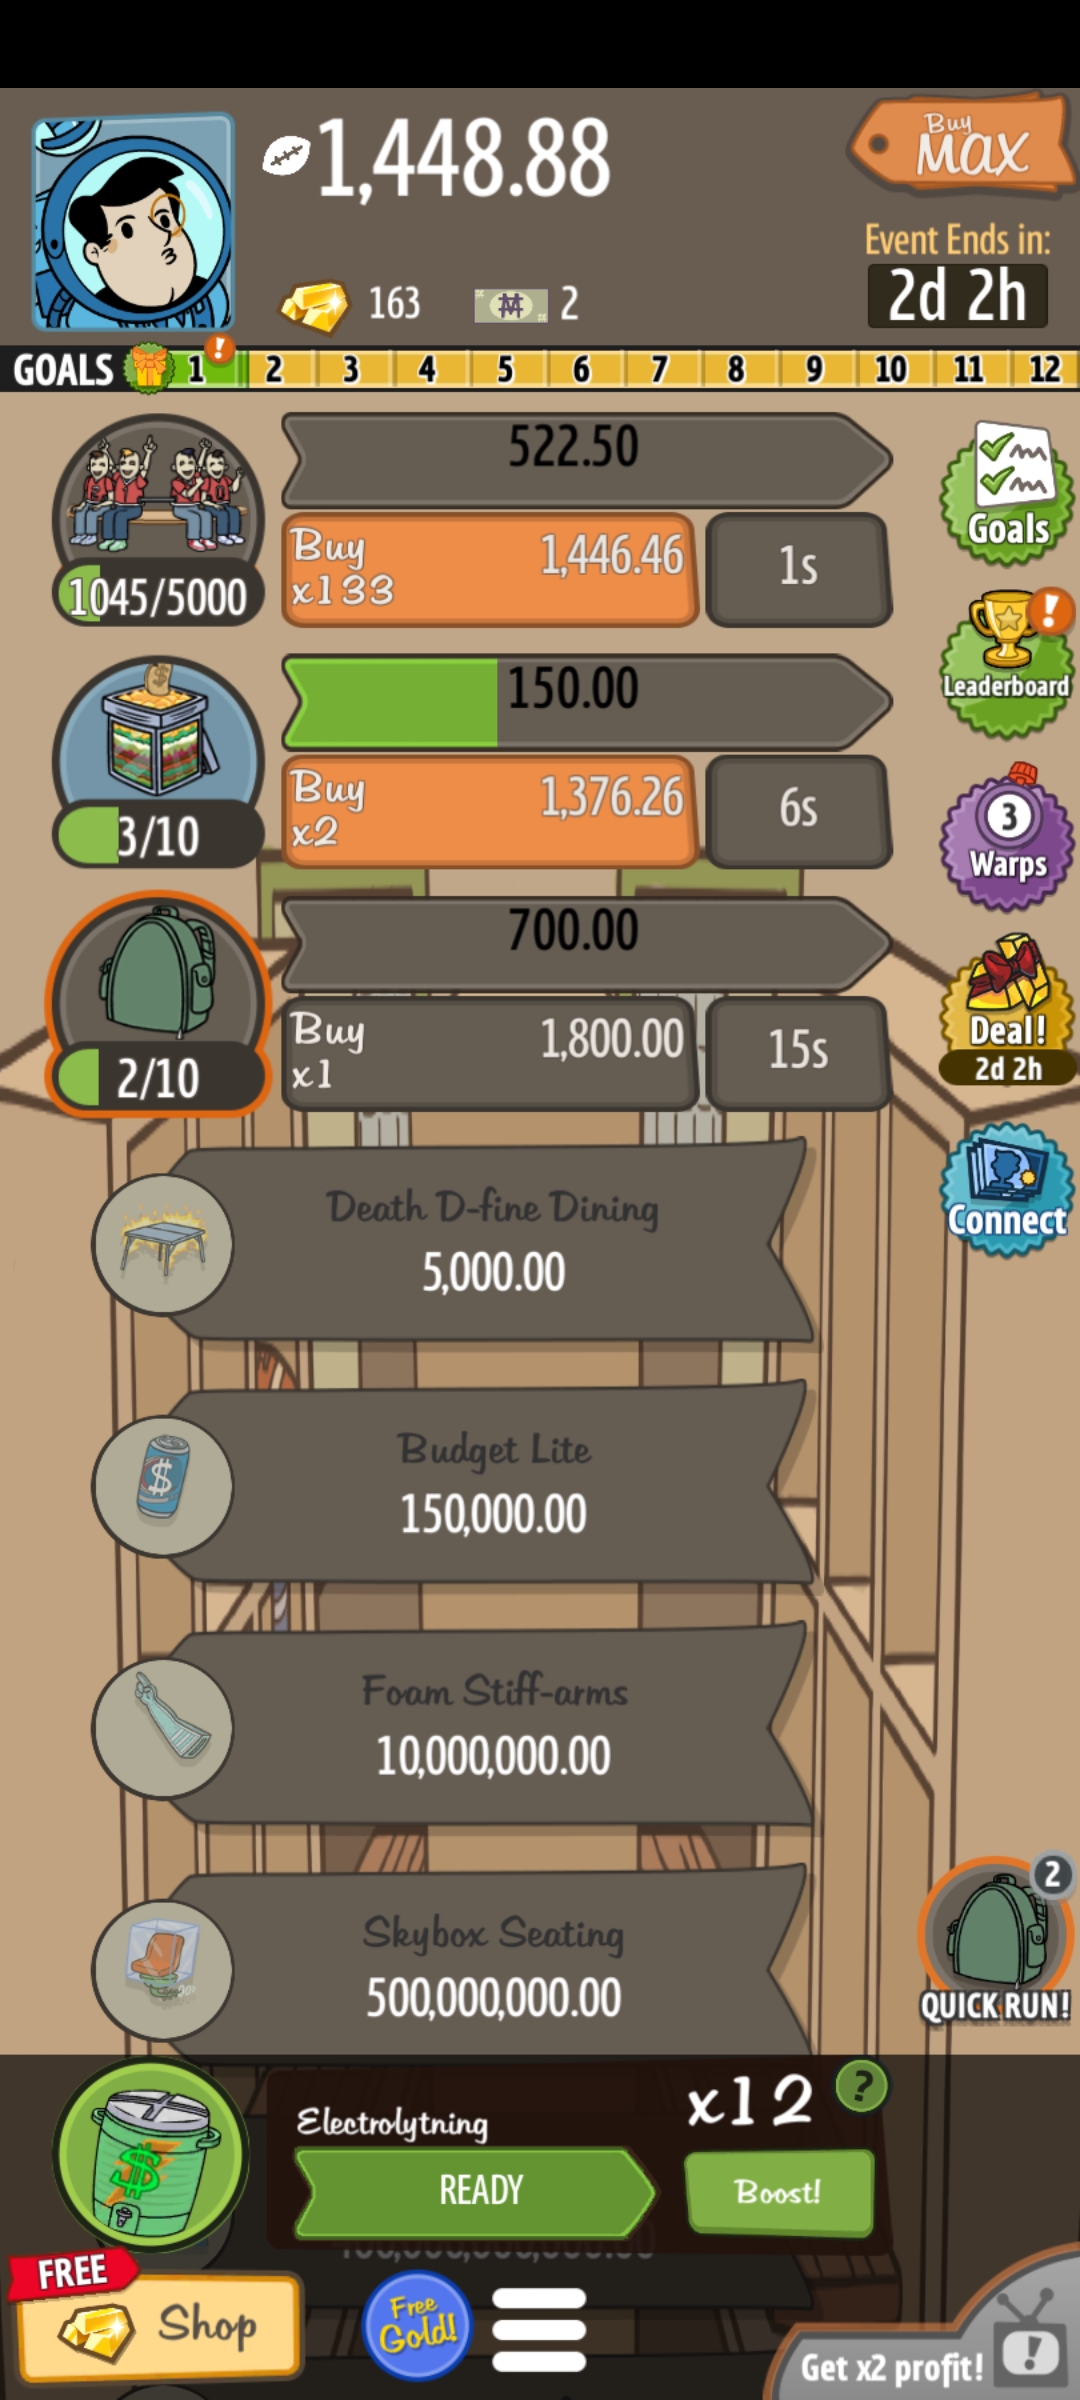 1,448.88
Buy
MAX
Event Ends in:
2d 2h
163
2
GOALS 1 ! 2 3 4 5 6 7 8 9 10 11 12
522.50
Buy
x133
1,446.46
1s
1045/5000
Goals
150.00
Buy
x2
1,376.26
6s
3/10
!
Leaderboard
3
Warps
700.00
Buy
x1
1,800.00
15s
2/10
Deal!
2d 2h
Death D-fine Dining
5,000.00
Connect
Budget Lite
150,000.00
Foam Stiff-arms
10,000,000.00
Skybox Seating
500,000,000.00
2
QUICK RUN!
Electrolytning
x12
?
READY
Boost!
FREE
Shop
Free
Gold!
Get x2 profit!
!